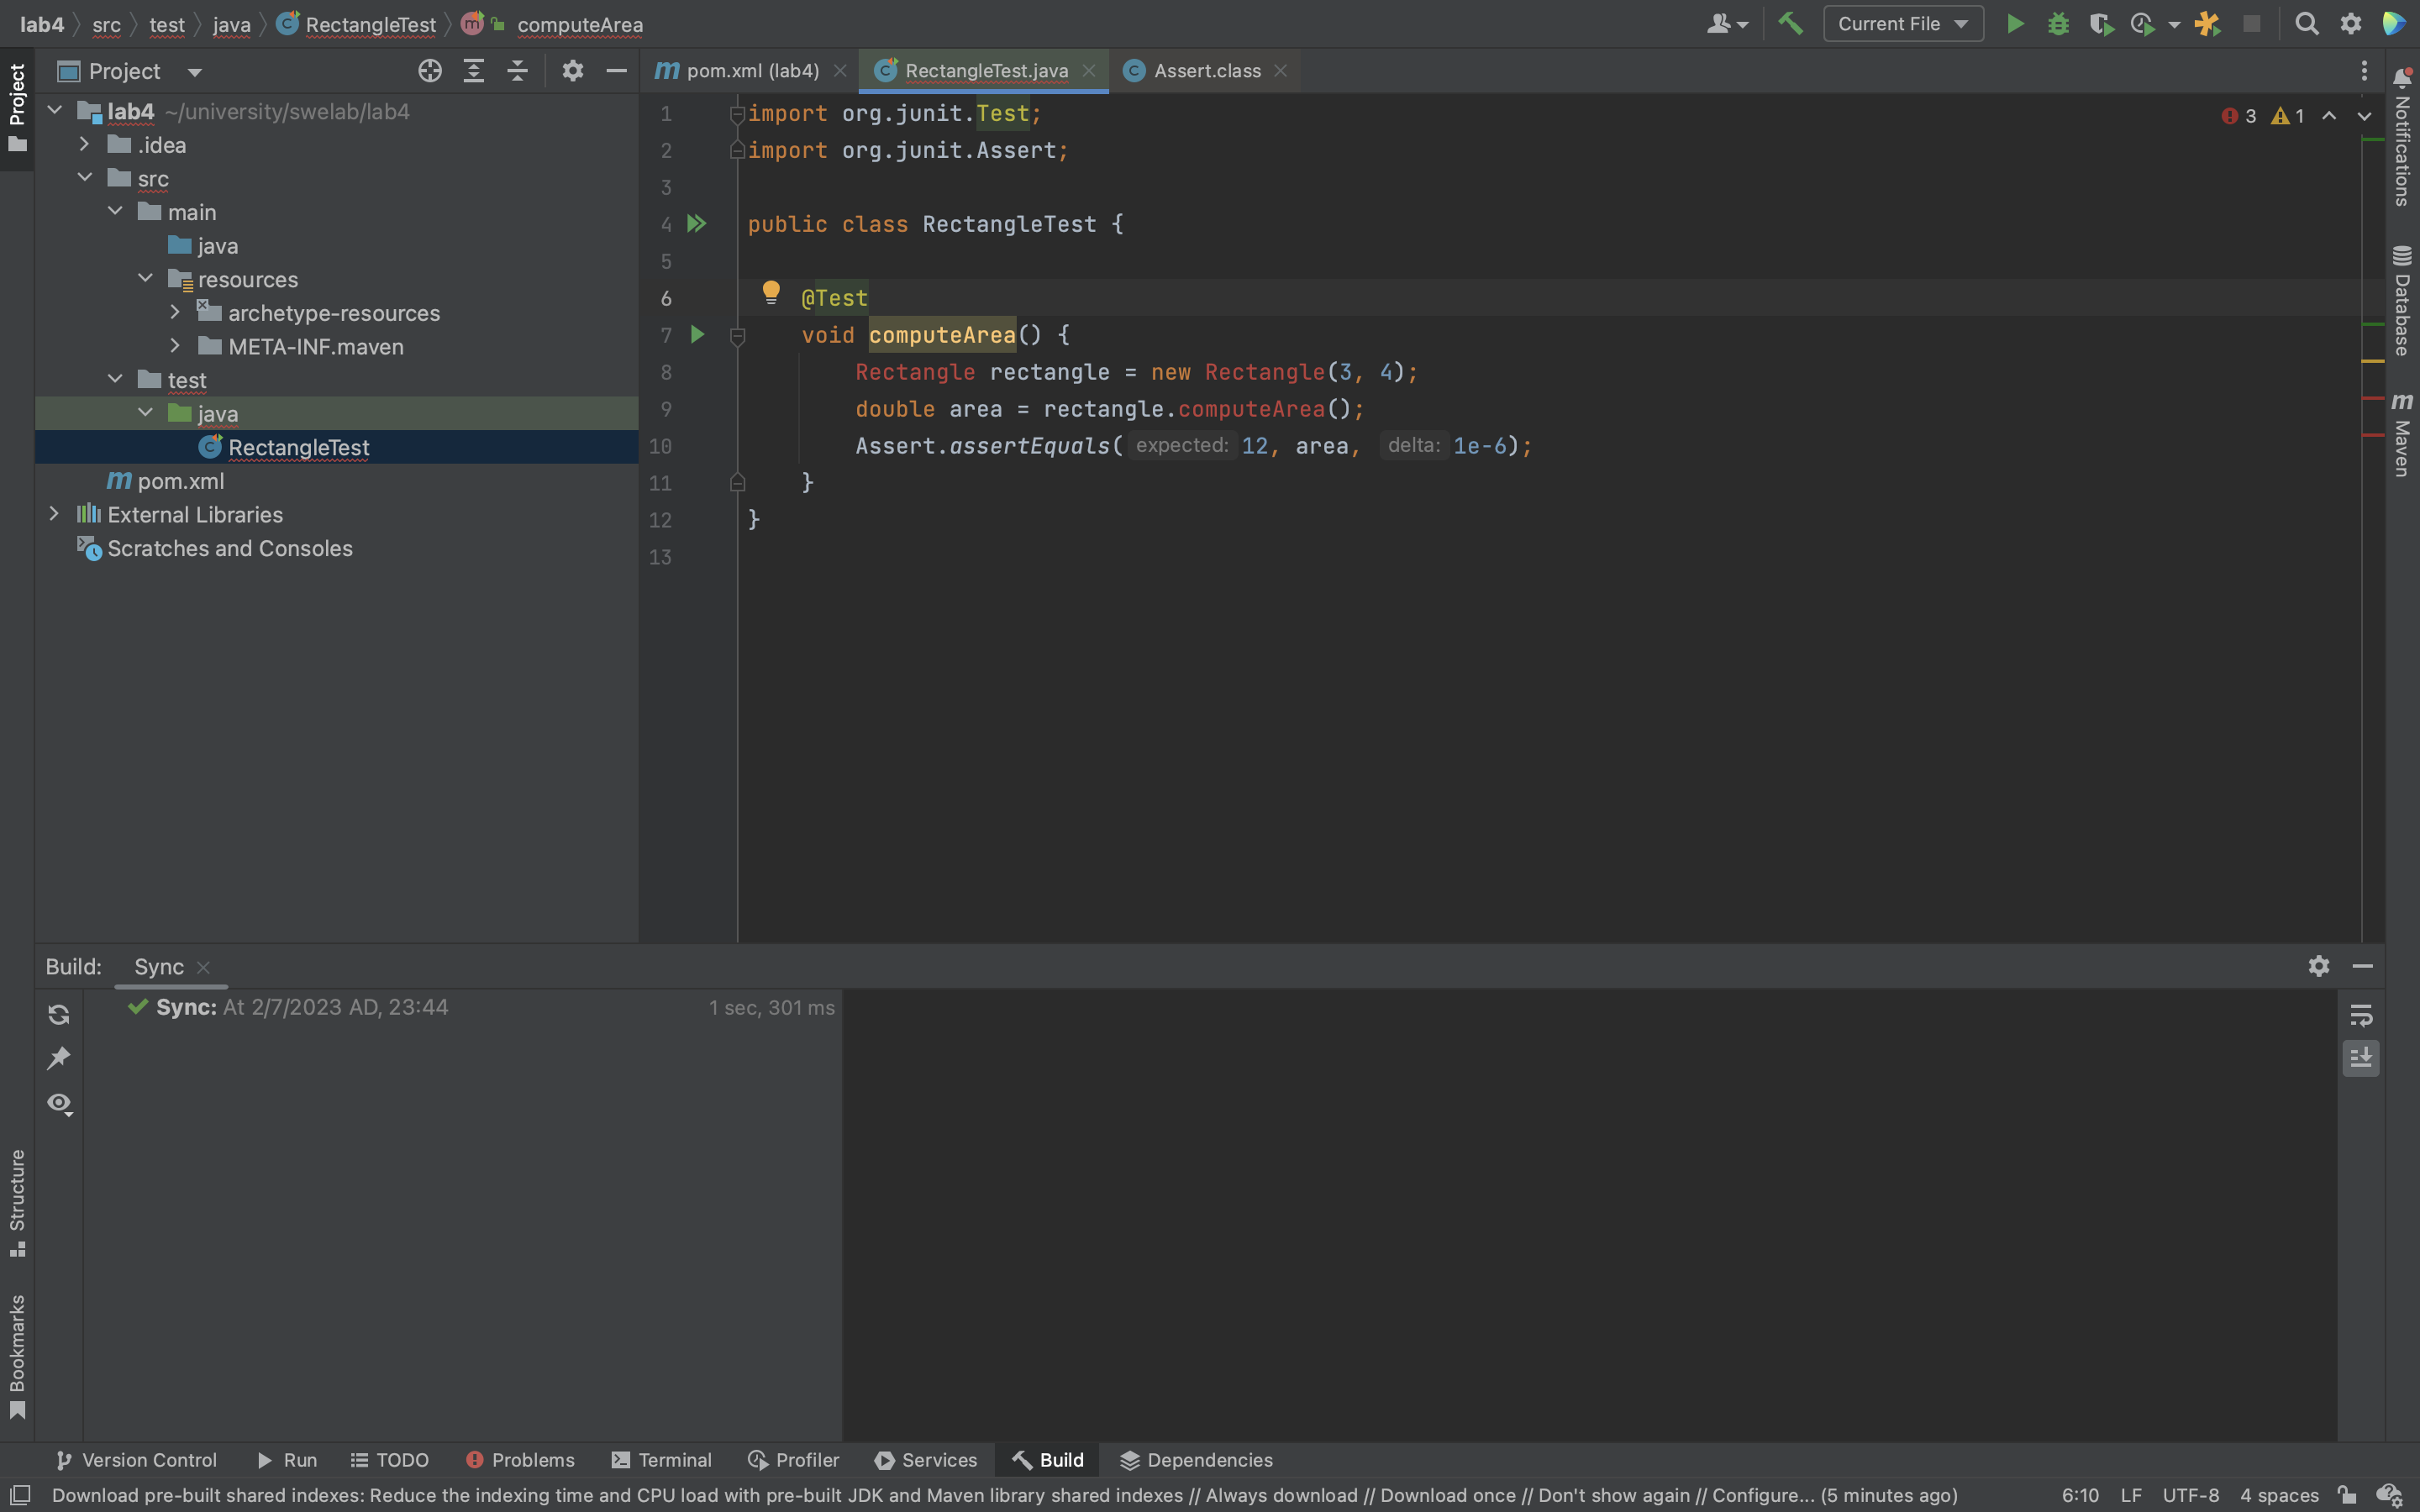 lab4 src test java RectangleTest m computeArea Current File
Project pom.xml (lab4) RectangleTest.java Assert.class
Project
lab4 ~/university/swelab/lab4
.idea
src
main
java
resources
archetype-resources
META-INF.maven
test
java
RectangleTest
pom.xml
External Libraries
Scratches and Consoles
3 1
1 import org.junit.Test;
2 import org.junit.Assert;
3
4 public class RectangleTest {
5
6 @Test
7 void computeArea() {
8 Rectangle rectangle = new Rectangle(3, 4);
9 double area = rectangle.computeArea();
10 Assert.assertEquals( expected: 12, area, delta: 1e-6);
11 }
12 }
13
Notifications
Database
Maven
Build: Sync
Sync: At 2/7/2023 AD, 23:44 1 sec, 301 ms
Structure
Bookmarks
Version Control Run TODO Problems Terminal Profiler Services Build Dependencies
Download pre-built shared indexes: Reduce the indexing time and CPU load with pre-built JDK and Maven library shared indexes // Always download // Download once // Don't show again // Configure... (5 minutes ago) 6:10 LF UTF-8 4 spaces